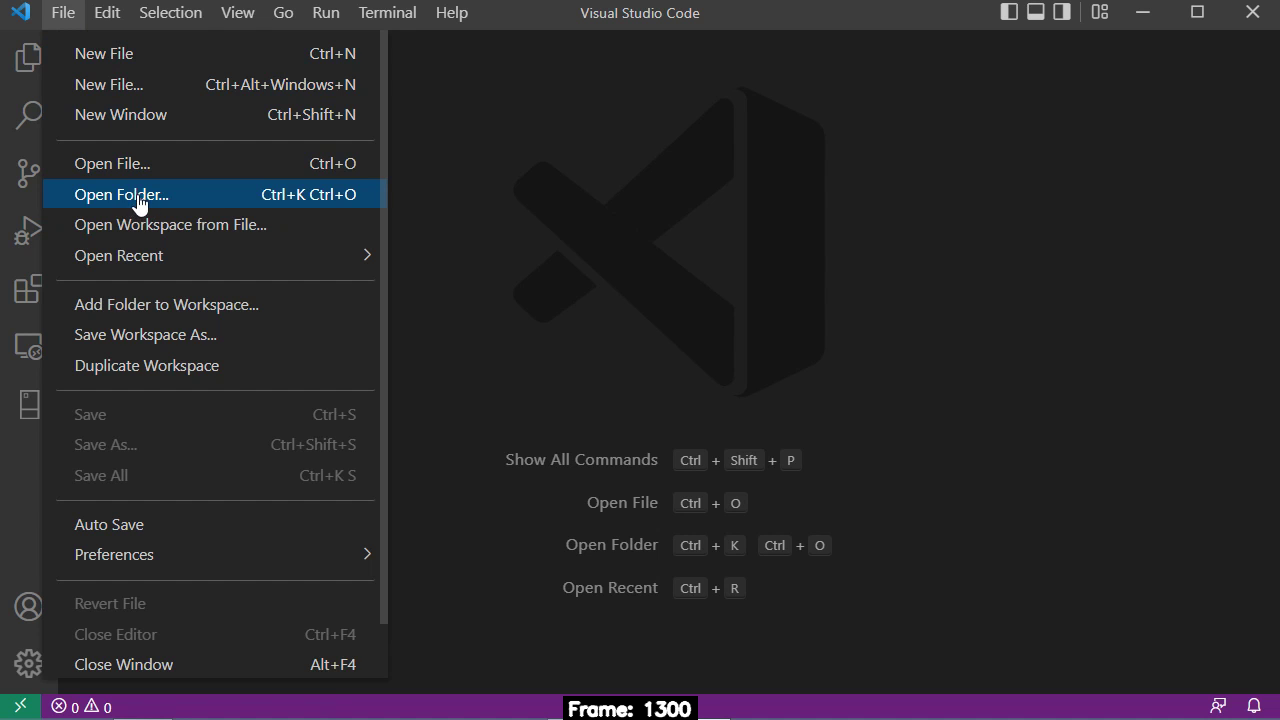 File Edit Selection View Go Run Terminal Help Visual Studio Code
New File Ctrl+N
New File... Ctrl+Alt+Windows+N
New Window Ctrl+Shift+N
Open File... Ctrl+O
Open Folder... Ctrl+K Ctrl+O
Open Workspace from File...
Open Recent
Add Folder to Workspace...
Save Workspace As...
Duplicate Workspace
Save Ctrl+S
Save As... Ctrl+Shift+S
Save All Ctrl+K S
Auto Save
Preferences
Revert File
Close Editor Ctrl+F4
Close Window Alt+F4
Show All Commands Ctrl + Shift + P
Open File Ctrl + O
Open Folder Ctrl + K Ctrl + O
Open Recent Ctrl + R
0 0
Frame: 1300